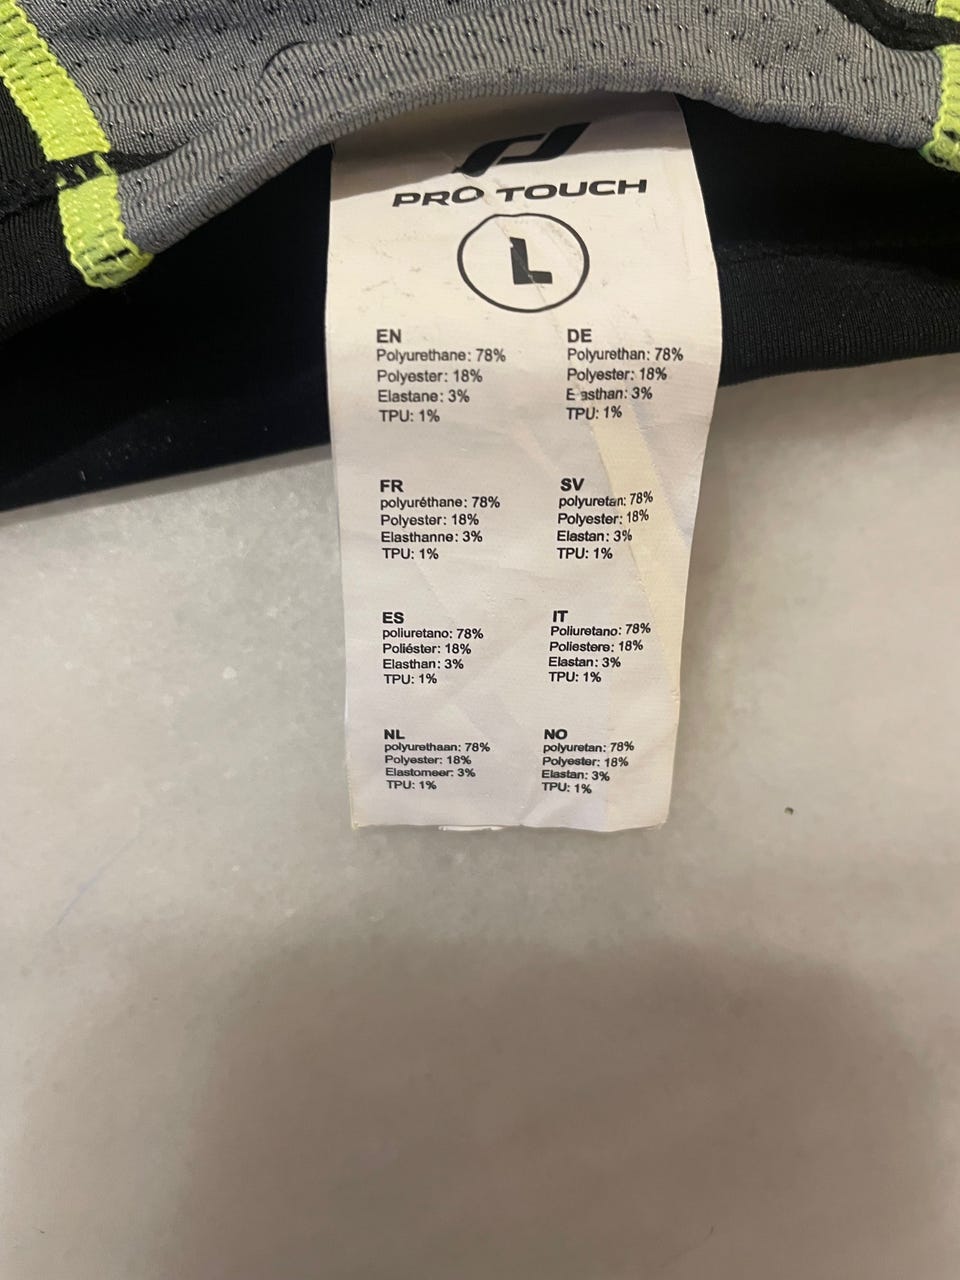 PRO TOUCH
L
EN
Polyurethane: 78%
Polyester: 18%
Elastane: 3%
TPU: 1%
DE
Polyurethan: 78%
Polyester: 18%
E asthan: 3%
TPU: 1%
FR
polyuréthane: 78%
Polyester: 18%
Elasthanne: 3%
TPU: 1%
SV
polyuretan: 78%
Polyester: 18%
Elastan: 3%
TPU: 1%
ES
poliuretano: 78%
Poliéster: 18%
Elasthan: 3%
TPU: 1%
IT
Poliuretano: 78%
Poliestere: 18%
Elastan: 3%
TPU: 1%
NL
polyurethaan: 78%
Polyester: 18%
Elastomeer: 3%
TPU: 1%
NO
polyuretan: 78%
Polyester: 18%
Elastan: 3%
TPU: 1%